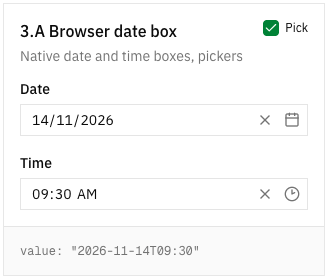 3.A Browser date box
Pick
Native date and time boxes, pickers
Date
14/11/2026
Time
09:30 AM
value: "2026-11-14T09:30"